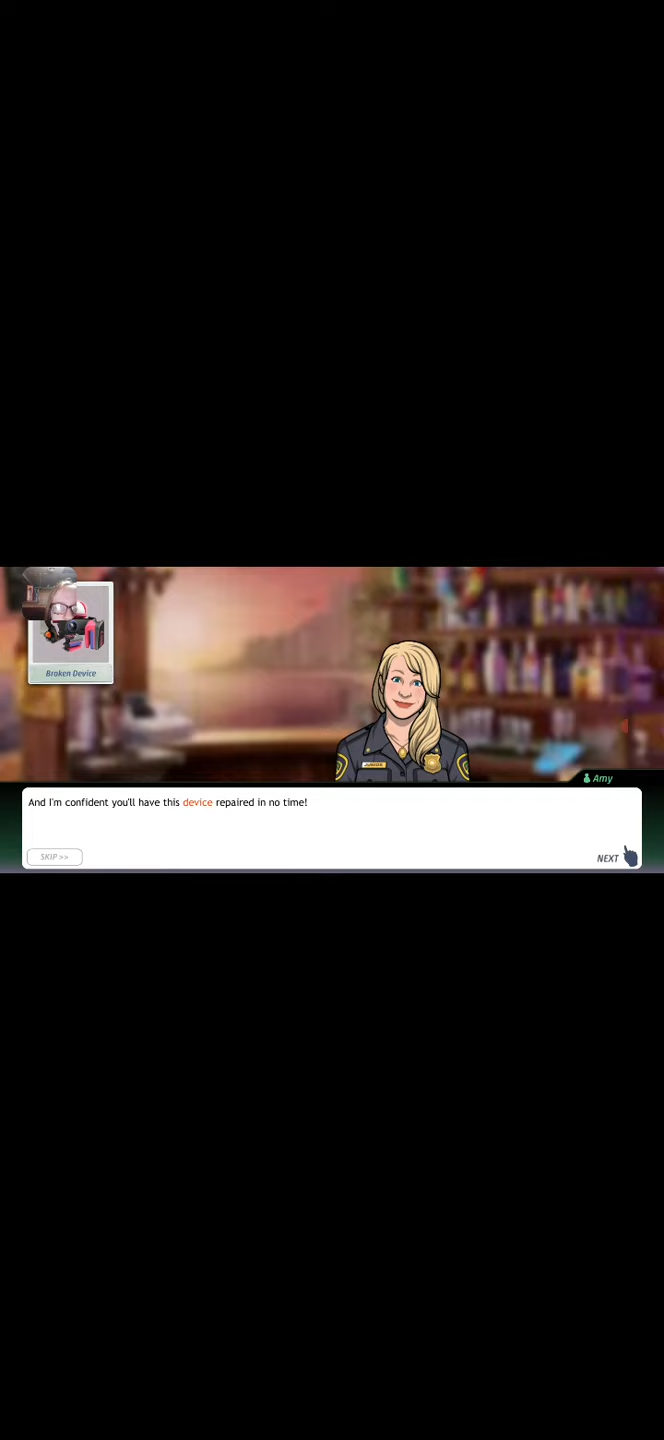 Broken Device
Amy
And I'm confident you'll have this device repaired in no time!
SKIP >>
NEXT